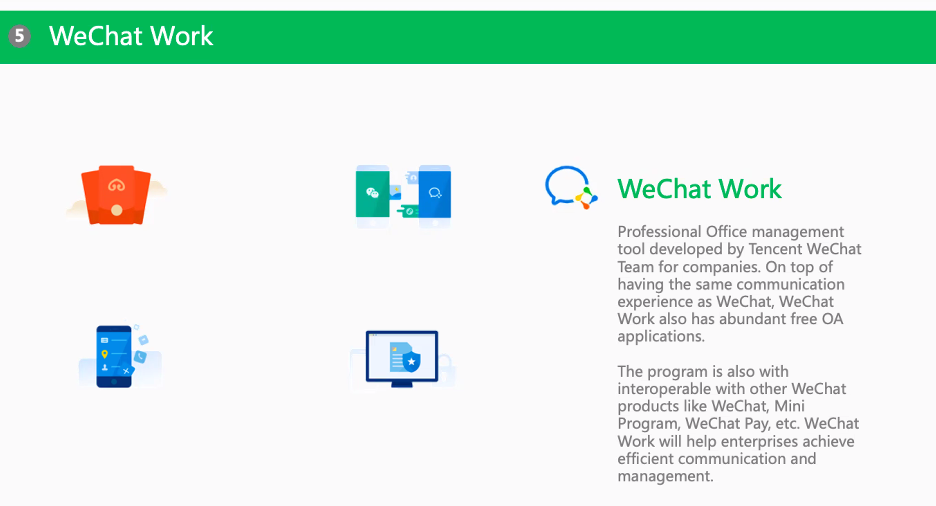 5
WeChat Work
WeChat Work
Professional Office management
tool developed by Tencent WeChat
Team for companies. On top of
having the same communication
experience as WeChat, WeChat
Work also has abundant free OA
applications.
The program is also with
interoperable with other WeChat
products like WeChat, Mini
Program, WeChat Pay, etc. WeChat
Work will help enterprises achieve
efficient communication and
management.